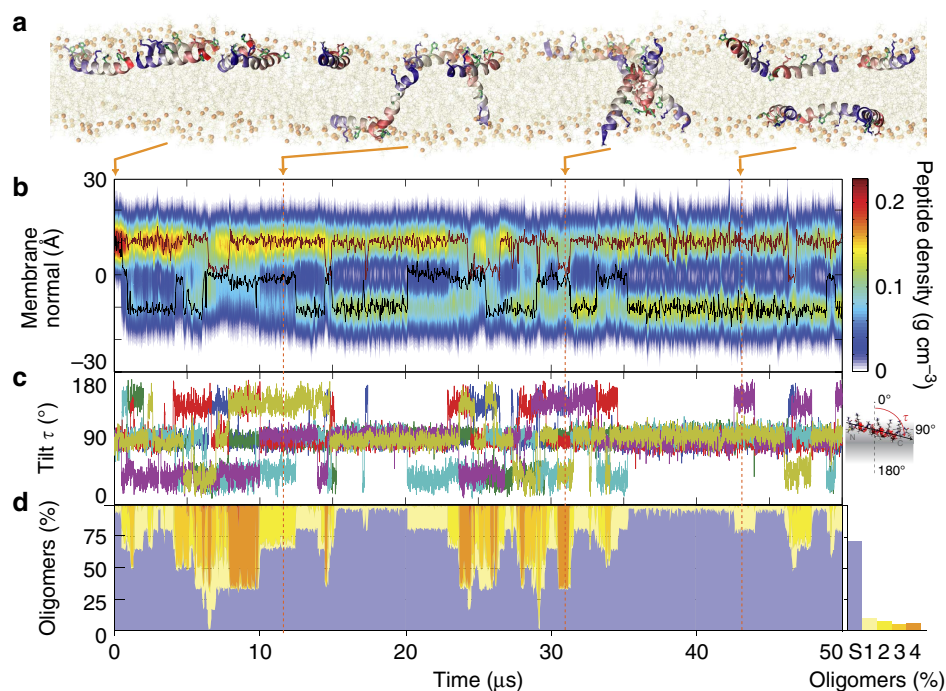 a
b
30
0
−30
Membrane
normal (Å)
0.2
0.1
0
Peptide density (g cm⁻³)
c
180
90
0
Tilt τ (°)
0°
τ
90°
N
C
180°
d
75
50
25
0
Oligomers (%)
0 10 20 30 40 50
Time (μs)
S 1 2 3 4
Oligomers (%)